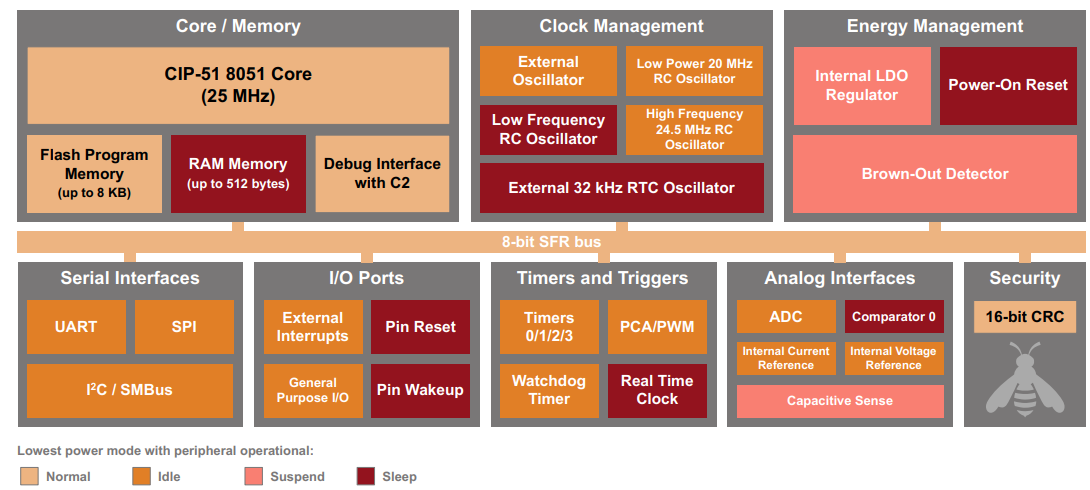 Core / Memory
CIP-51 8051 Core
(25 MHz)
Flash Program
Memory
(up to 8 KB)
RAM Memory
(up to 512 bytes)
Debug Interface
with C2
Clock Management
External
Oscillator
Low Power 20 MHz
RC Oscillator
Low Frequency
RC Oscillator
High Frequency
24.5 MHz RC
Oscillator
External 32 kHz RTC Oscillator
Energy Management
Internal LDO
Regulator
Power-On Reset
Brown-Out Detector
8-bit SFR bus
Serial Interfaces
UART
SPI
I²C / SMBus
I/O Ports
External
Interrupts
Pin Reset
General
Purpose I/O
Pin Wakeup
Timers and Triggers
Timers
0/1/2/3
PCA/PWM
Watchdog
Timer
Real Time
Clock
Analog Interfaces
ADC
Comparator 0
Internal Current
Reference
Internal Voltage
Reference
Capacitive Sense
Security
16-bit CRC
Lowest power mode with peripheral operational:
Normal
Idle
Suspend
Sleep